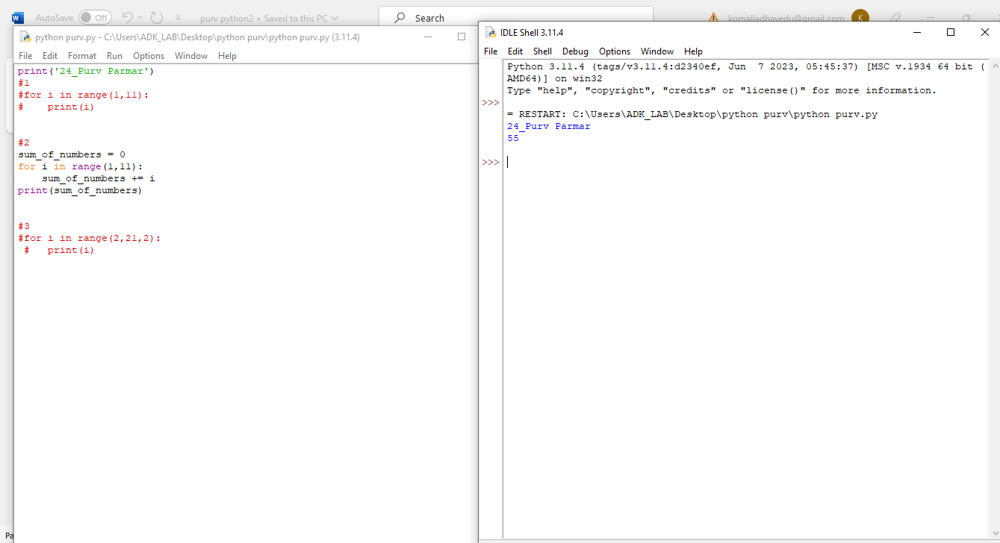 AutoSave Off purv python2 • Saved to this PC Search komaljadhavedu@gmail.com K
python purv.py - C:\Users\ADK_LAB\Desktop\python purv\python purv.py (3.11.4)
File Edit Format Run Options Window Help
print('24_Purv Parmar')
#1
#for i in range(1,11):
#    print(i)
#2
sum_of_numbers = 0
for i in range(1,11):
    sum_of_numbers += i
print(sum_of_numbers)
#3
#for i in range(2,21,2):
 #   print(i)
IDLE Shell 3.11.4
File Edit Shell Debug Options Window Help
Python 3.11.4 (tags/v3.11.4:d2340ef, Jun  7 2023, 05:45:37) [MSC v.1934 64 bit (
AMD64)] on win32
Type "help", "copyright", "credits" or "license()" for more information.
>>>
= RESTART: C:\Users\ADK_LAB\Desktop\python purv\python purv.py
24_Purv Parmar
55
>>>
Pa